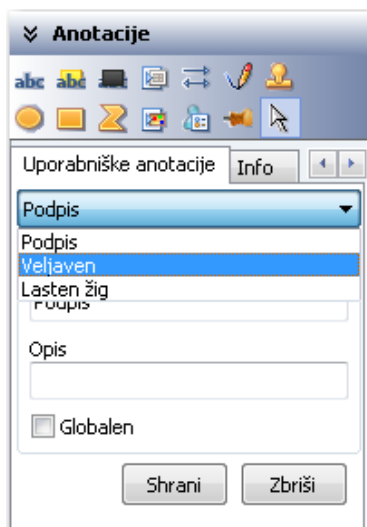 Anotacije
abc abc
Uporabniške anotacije Info
Podpis
Podpis
Veljaven
Lasten žig
Podpis
Opis
Globalen
Shrani Zbriši